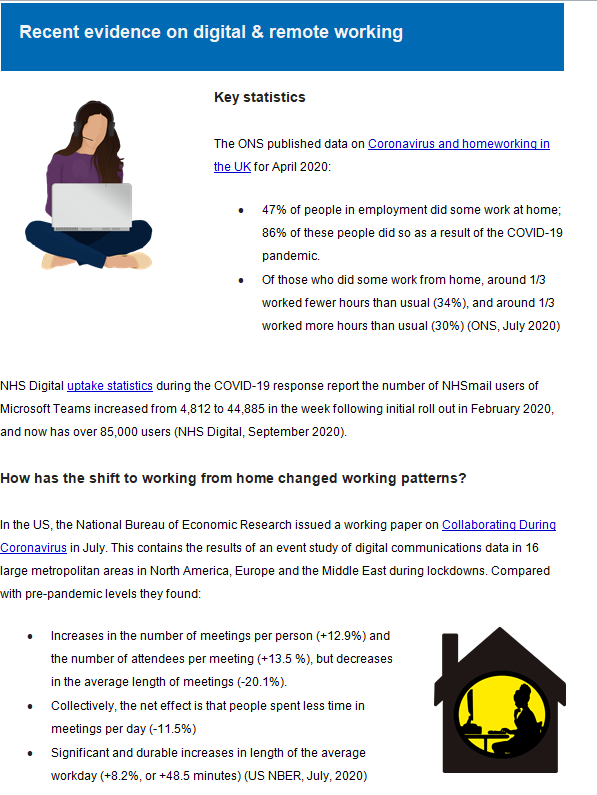 Recent evidence on digital & remote working
Key statistics
The ONS published data on Coronavirus and homeworking in
the UK for April 2020:
• 47% of people in employment did some work at home;
86% of these people did so as a result of the COVID-19
pandemic.
• Of those who did some work from home, around 1/3
worked fewer hours than usual (34%), and around 1/3
worked more hours than usual (30%) (ONS, July 2020)
NHS Digital uptake statistics during the COVID-19 response report the number of NHSmail users of
Microsoft Teams increased from 4,812 to 44,885 in the week following initial roll out in February 2020,
and now has over 85,000 users (NHS Digital, September 2020).
How has the shift to working from home changed working patterns?
In the US, the National Bureau of Economic Research issued a working paper on Collaborating During
Coronavirus in July. This contains the results of an event study of digital communications data in 16
large metropolitan areas in North America, Europe and the Middle East during lockdowns. Compared
with pre-pandemic levels they found:
• Increases in the number of meetings per person (+12.9%) and
the number of attendees per meeting (+13.5 %), but decreases
in the average length of meetings (-20.1%).
• Collectively, the net effect is that people spent less time in
meetings per day (-11.5%)
• Significant and durable increases in length of the average
workday (+8.2%, or +48.5 minutes) (US NBER, July, 2020)